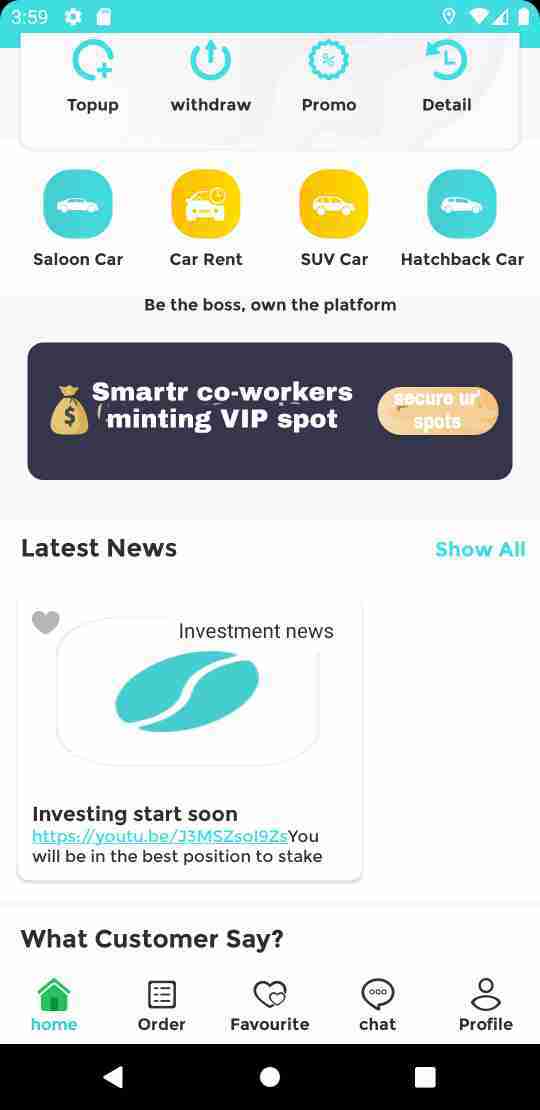 3:59
Topup withdraw Promo Detail
Saloon Car Car Rent SUV Car Hatchback Car
Be the boss, own the platform
Smartr co-workers
minting VIP spot
secure ur
spots
Latest News Show All
Investment news
Investing start soon
https://youtu.be/J3MSZsoI9ZsYou
will be in the best position to stake
What Customer Say?
home Order Favourite chat Profile